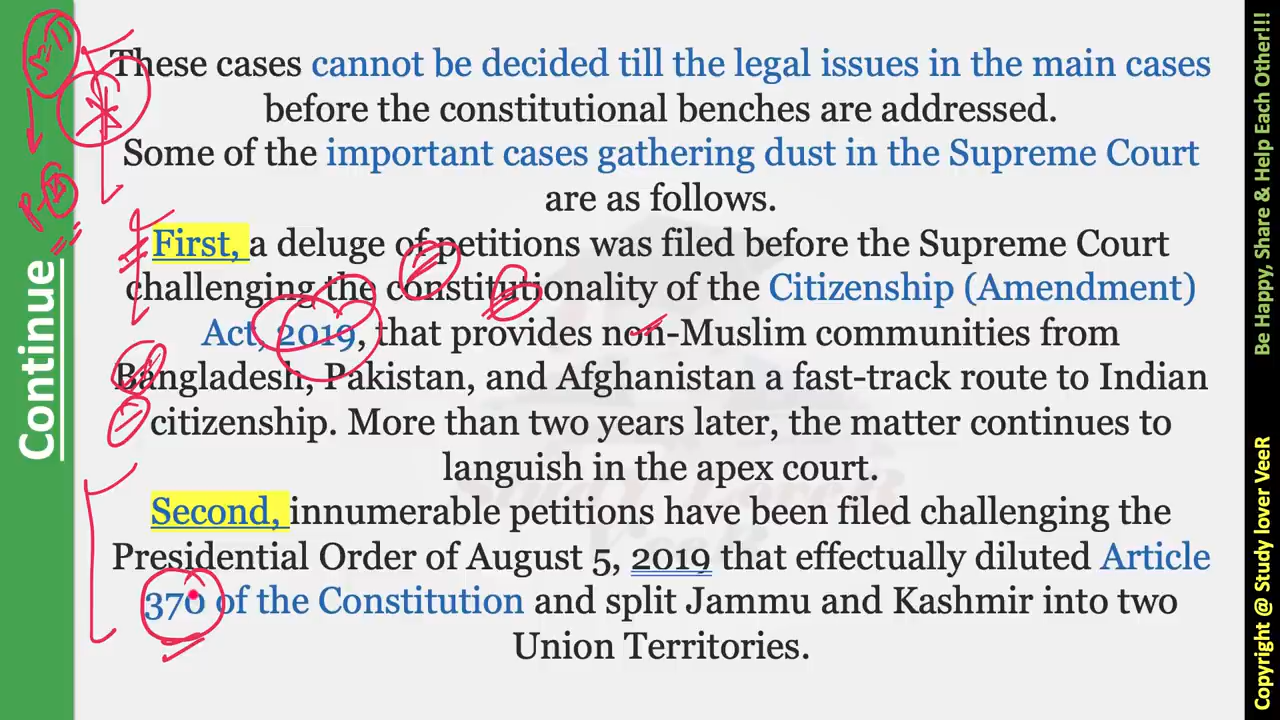 These cases cannot be decided till the legal issues in the main cases
before the constitutional benches are addressed.
Some of the important cases gathering dust in the Supreme Court
are as follows.
First, a deluge of petitions was filed before the Supreme Court
challenging the constitutionality of the Citizenship (Amendment)
Act, 2019, that provides non-Muslim communities from
Bangladesh, Pakistan, and Afghanistan a fast-track route to Indian
citizenship. More than two years later, the matter continues to
languish in the apex court.
Second, innumerable petitions have been filed challenging the
Presidential Order of August 5, 2019 that effectually diluted Article
370 of the Constitution and split Jammu and Kashmir into two
Union Territories.
Continue
Be Happy, Share & Help Each Other!!!
Copyright @ Study lover VeeR